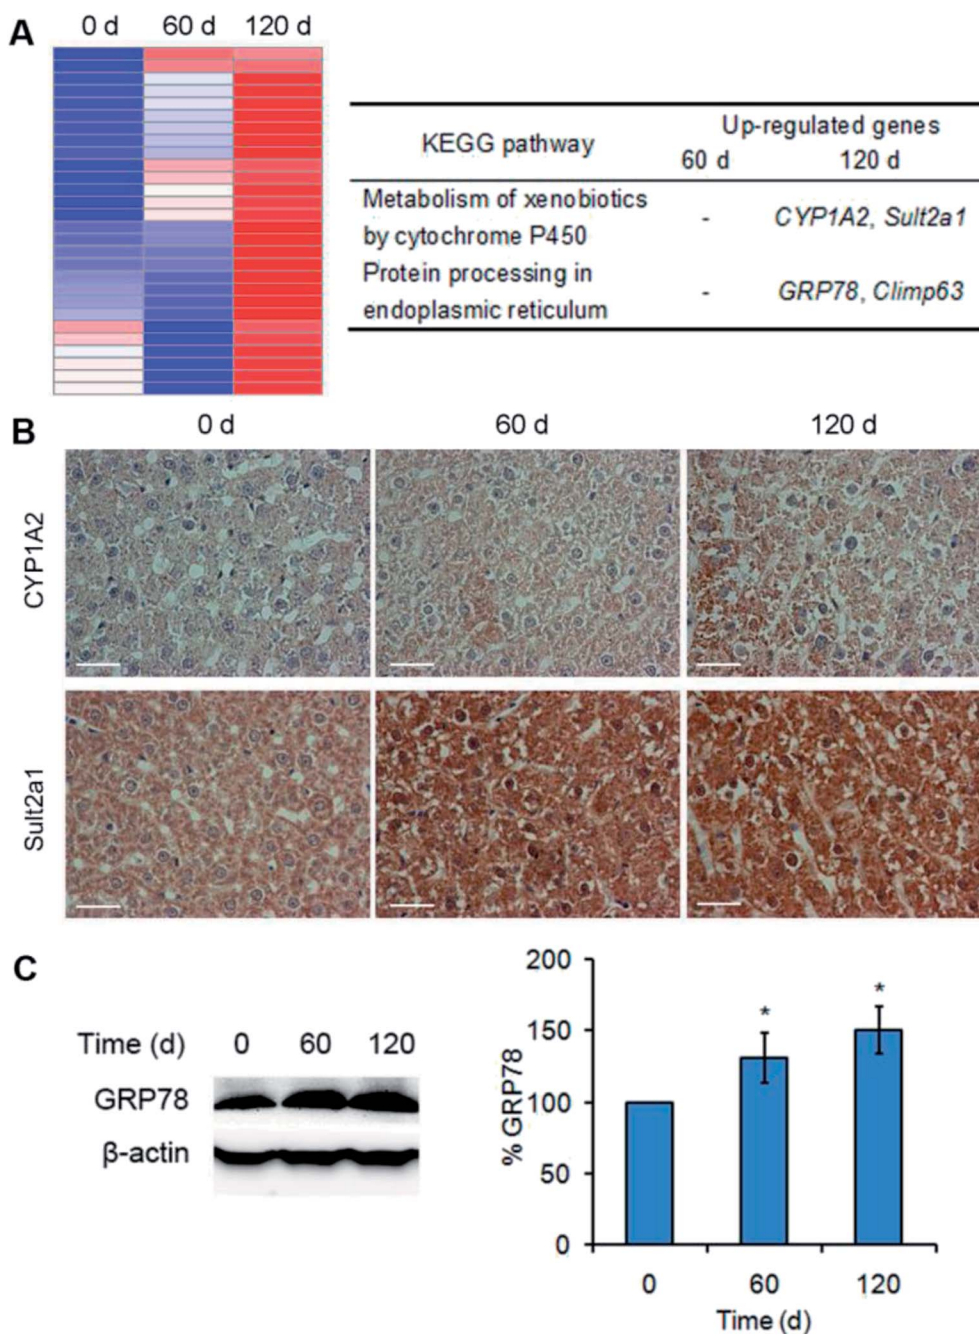 A
0 d 60 d 120 d
KEGG pathway
Up-regulated genes
60 d 120 d
Metabolism of xenobiotics
by cytochrome P450
- CYP1A2, Sult2a1
Protein processing in
endoplasmic reticulum
- GRP78, Climp63
B
0 d 60 d 120 d
CYP1A2
Sult2a1
C
Time (d) 0 60 120
GRP78
β-actin
% GRP78
200
150
100
50
0
* *
0 60 120
Time (d)